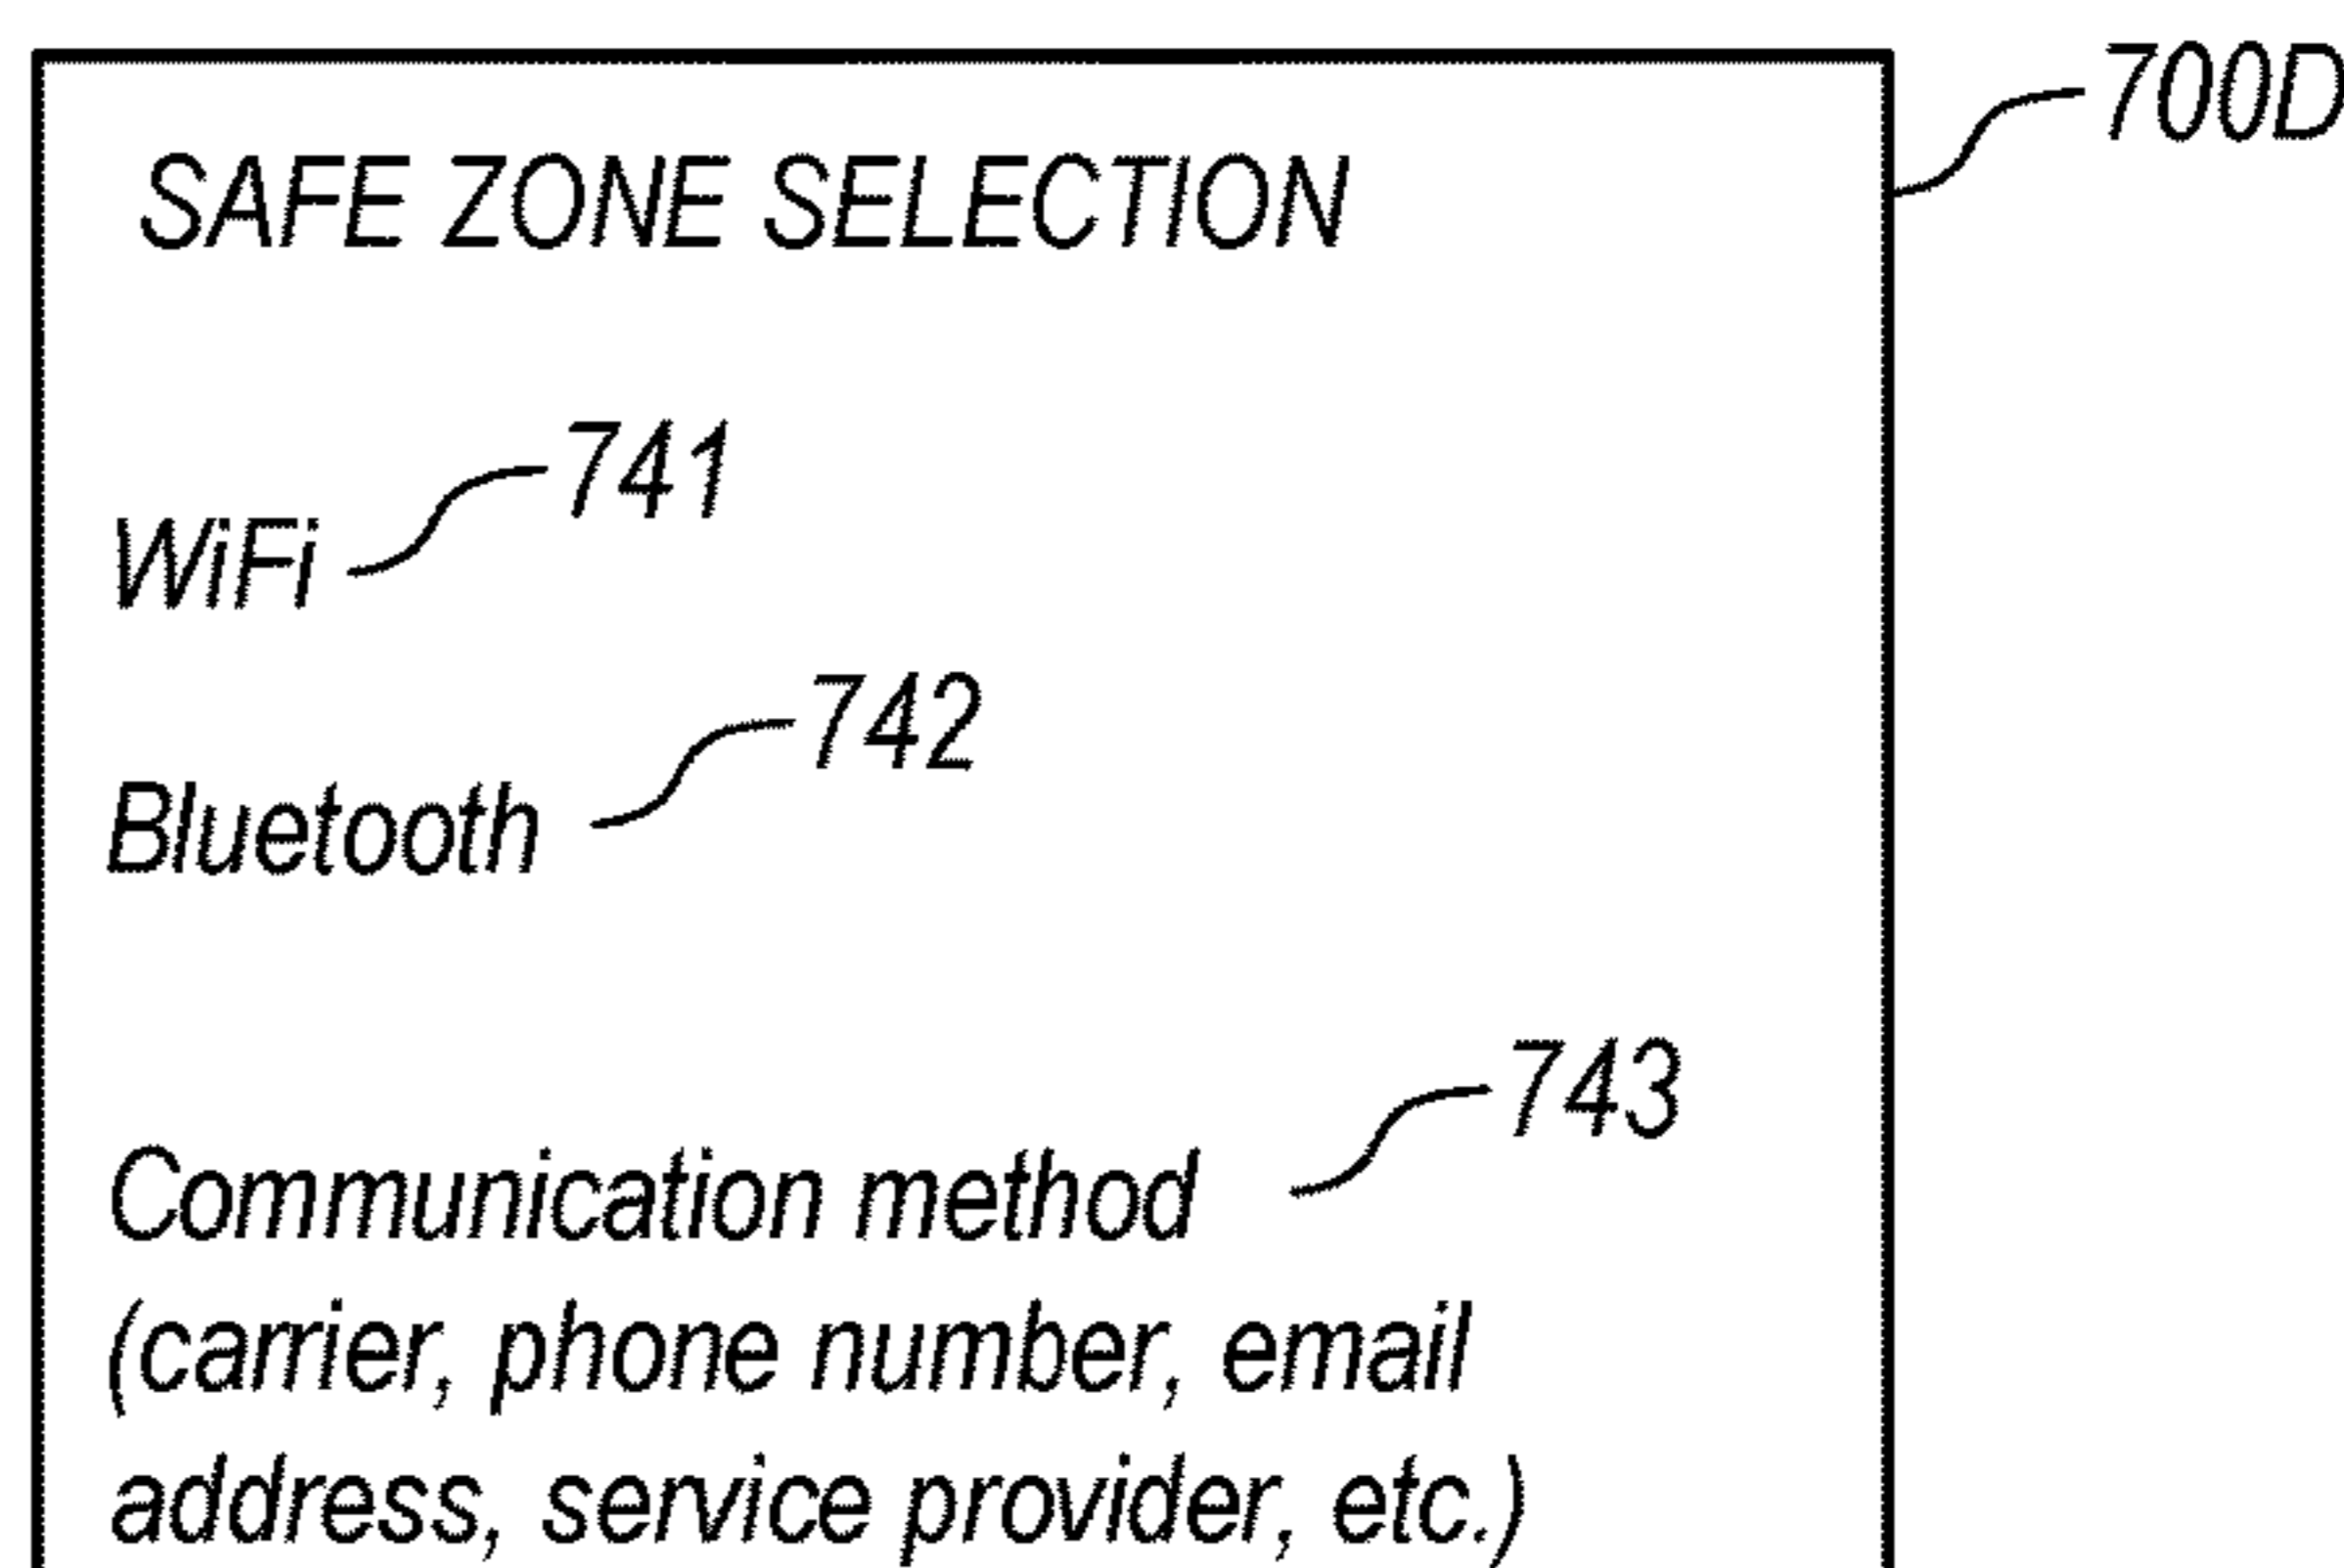 700D
SAFE ZONE SELECTION
741
WiFi
742
Bluetooth
743
Communication method
(carrier, phone number, email
address, service provider, etc.)